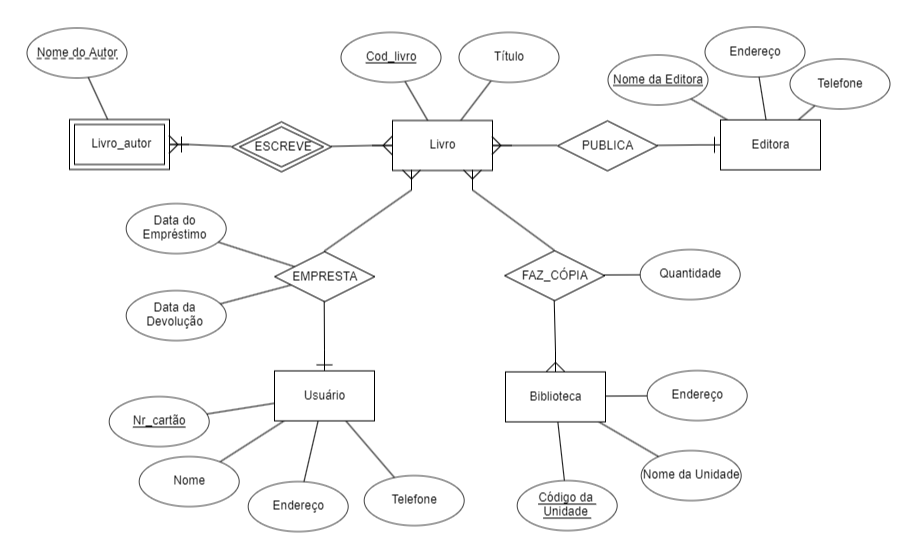 Nome do Autor
Cod_livro
Título
Endereço
Nome da Editora
Telefone
Livro_autor
ESCREVE
Livro
PUBLICA
Editora
Data do
Empréstimo
EMPRESTA
FAZ_CÓPIA
Quantidade
Data da
Devolução
Usuário
Biblioteca
Endereço
Nr_cartão
Nome
Endereço
Telefone
Nome da Unidade
Código da
Unidade